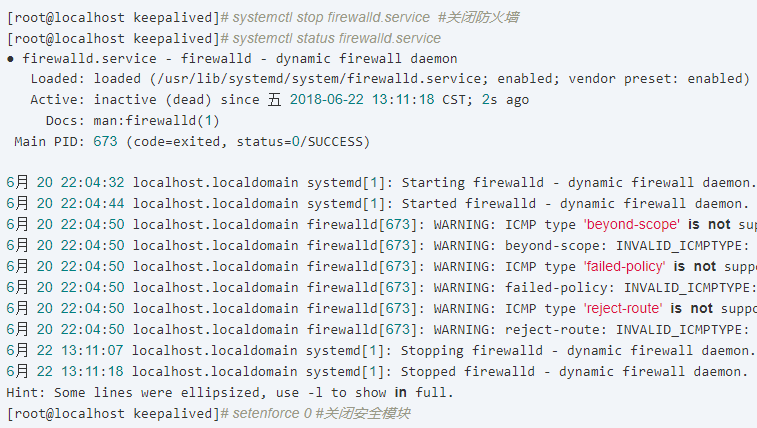 [root@localhost keepalived]# systemctl stop firewalld.service #关闭防火墙
[root@localhost keepalived]# systemctl status firewalld.service
● firewalld.service - firewalld - dynamic firewall daemon
Loaded: loaded (/usr/lib/systemd/system/firewalld.service; enabled; vendor preset: enabled)
Active: inactive (dead) since 五 2018-06-22 13:11:18 CST; 2s ago
Docs: man:firewalld(1)
Main PID: 673 (code=exited, status=0/SUCCESS)
6月 20 22:04:32 localhost.localdomain systemd[1]: Starting firewalld - dynamic firewall daemon.
6月 20 22:04:44 localhost.localdomain systemd[1]: Started firewalld - dynamic firewall daemon.
6月 20 22:04:50 localhost.localdomain firewalld[673]: WARNING: ICMP type 'beyond-scope' is not sup
6月 20 22:04:50 localhost.localdomain firewalld[673]: WARNING: beyond-scope: INVALID_ICMPTYPE:
6月 20 22:04:50 localhost.localdomain firewalld[673]: WARNING: ICMP type 'failed-policy' is not suppo
6月 20 22:04:50 localhost.localdomain firewalld[673]: WARNING: failed-policy: INVALID_ICMPTYPE:
6月 20 22:04:50 localhost.localdomain firewalld[673]: WARNING: ICMP type 'reject-route' is not suppo
6月 20 22:04:50 localhost.localdomain firewalld[673]: WARNING: reject-route: INVALID_ICMPTYPE:
6月 22 13:11:07 localhost.localdomain systemd[1]: Stopping firewalld - dynamic firewall daemon.
6月 22 13:11:18 localhost.localdomain systemd[1]: Stopped firewalld - dynamic firewall daemon.
Hint: Some lines were ellipsized, use -l to show in full.
[root@localhost keepalived]# setenforce 0 #关闭安全模块